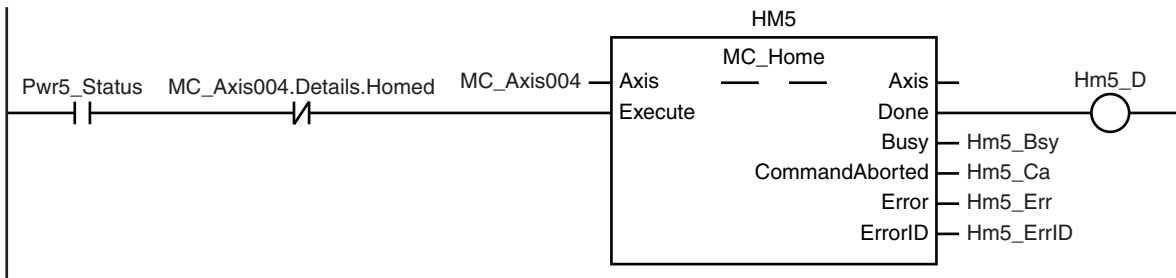 HM5
MC_Home
Pwr5_Status MC_Axis004.Details.Homed MC_Axis004 Axis Axis Hm5_D
Execute Done
Busy Hm5_Bsy
CommandAborted Hm5_Ca
Error Hm5_Err
ErrorID Hm5_ErrID